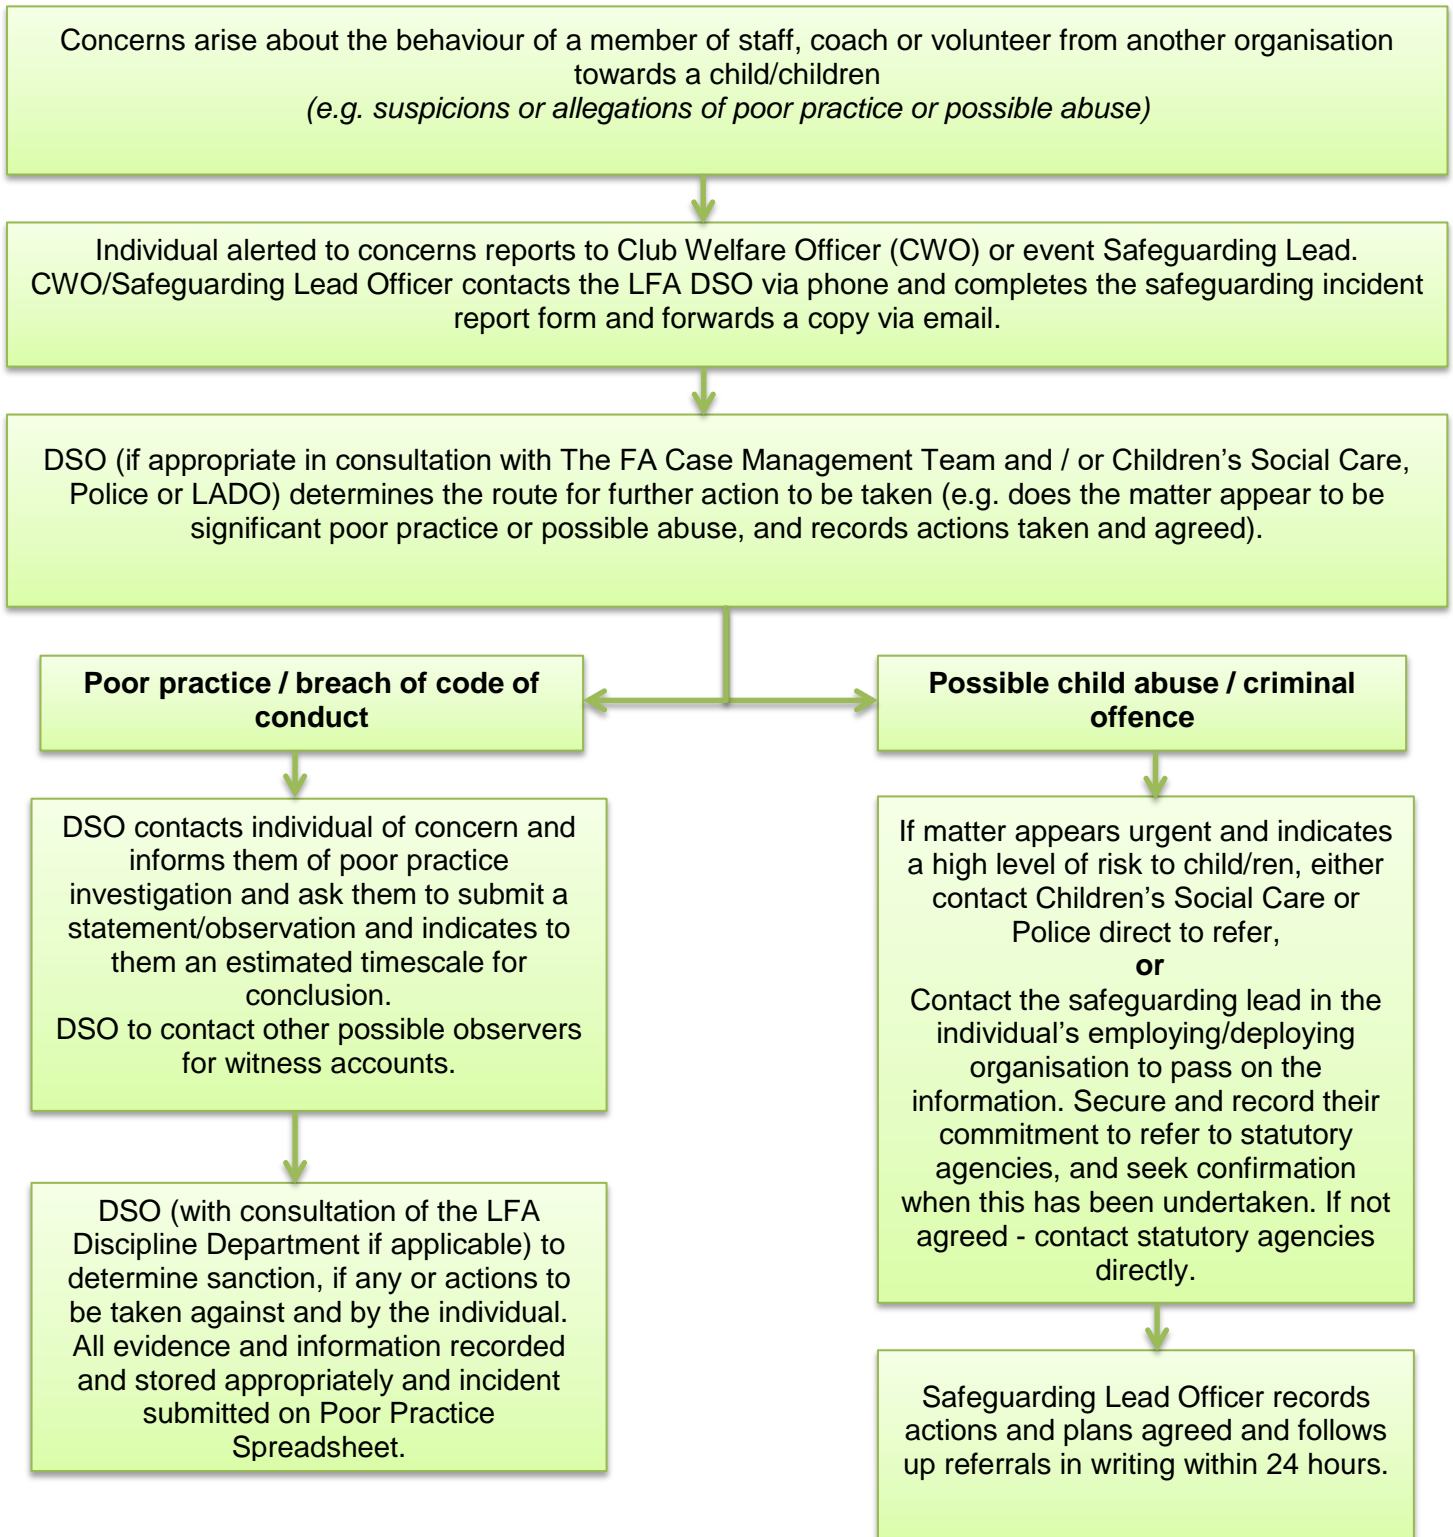 Concerns arise about the behaviour of a member of staff, coach or volunteer from another organisation
towards a child/children
(e.g. suspicions or allegations of poor practice or possible abuse)
Individual alerted to concerns reports to Club Welfare Officer (CWO) or event Safeguarding Lead.
CWO/Safeguarding Lead Officer contacts the LFA DSO via phone and completes the safeguarding incident
report form and forwards a copy via email.
DSO (if appropriate in consultation with The FA Case Management Team and / or Children’s Social Care,
Police or LADO) determines the route for further action to be taken (e.g. does the matter appear to be
significant poor practice or possible abuse, and records actions taken and agreed).
Poor practice / breach of code of
conduct
DSO contacts individual of concern and
informs them of poor practice
investigation and ask them to submit a
statement/observation and indicates to
them an estimated timescale for
conclusion.
DSO to contact other possible observers
for witness accounts.
DSO (with consultation of the LFA
Discipline Department if applicable) to
determine sanction, if any or actions to
be taken against and by the individual.
All evidence and information recorded
and stored appropriately and incident
submitted on Poor Practice
Spreadsheet.
Possible child abuse / criminal
offence
If matter appears urgent and indicates
a high level of risk to child/ren, either
contact Children’s Social Care or
Police direct to refer,
or
Contact the safeguarding lead in the
individual’s employing/deploying
organisation to pass on the
information. Secure and record their
commitment to refer to statutory
agencies, and seek confirmation
when this has been undertaken. If not
agreed - contact statutory agencies
directly.
Safeguarding Lead Officer records
actions and plans agreed and follows
up referrals in writing within 24 hours.